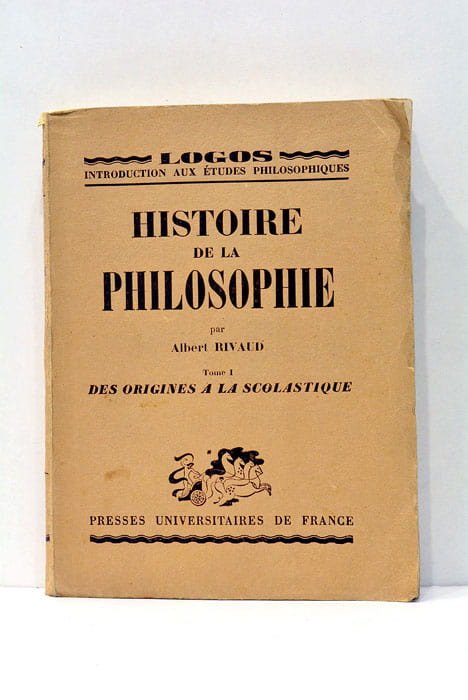 LOGOS
INTRODUCTION AUX ÉTUDES PHILOSOPHIQUES
HISTOIRE
DE LA
PHILOSOPHIE
par
Albert RIVAUD
Tome I
DES ORIGINES A LA SCOLASTIQUE
PRESSES UNIVERSITAIRES DE FRANCE